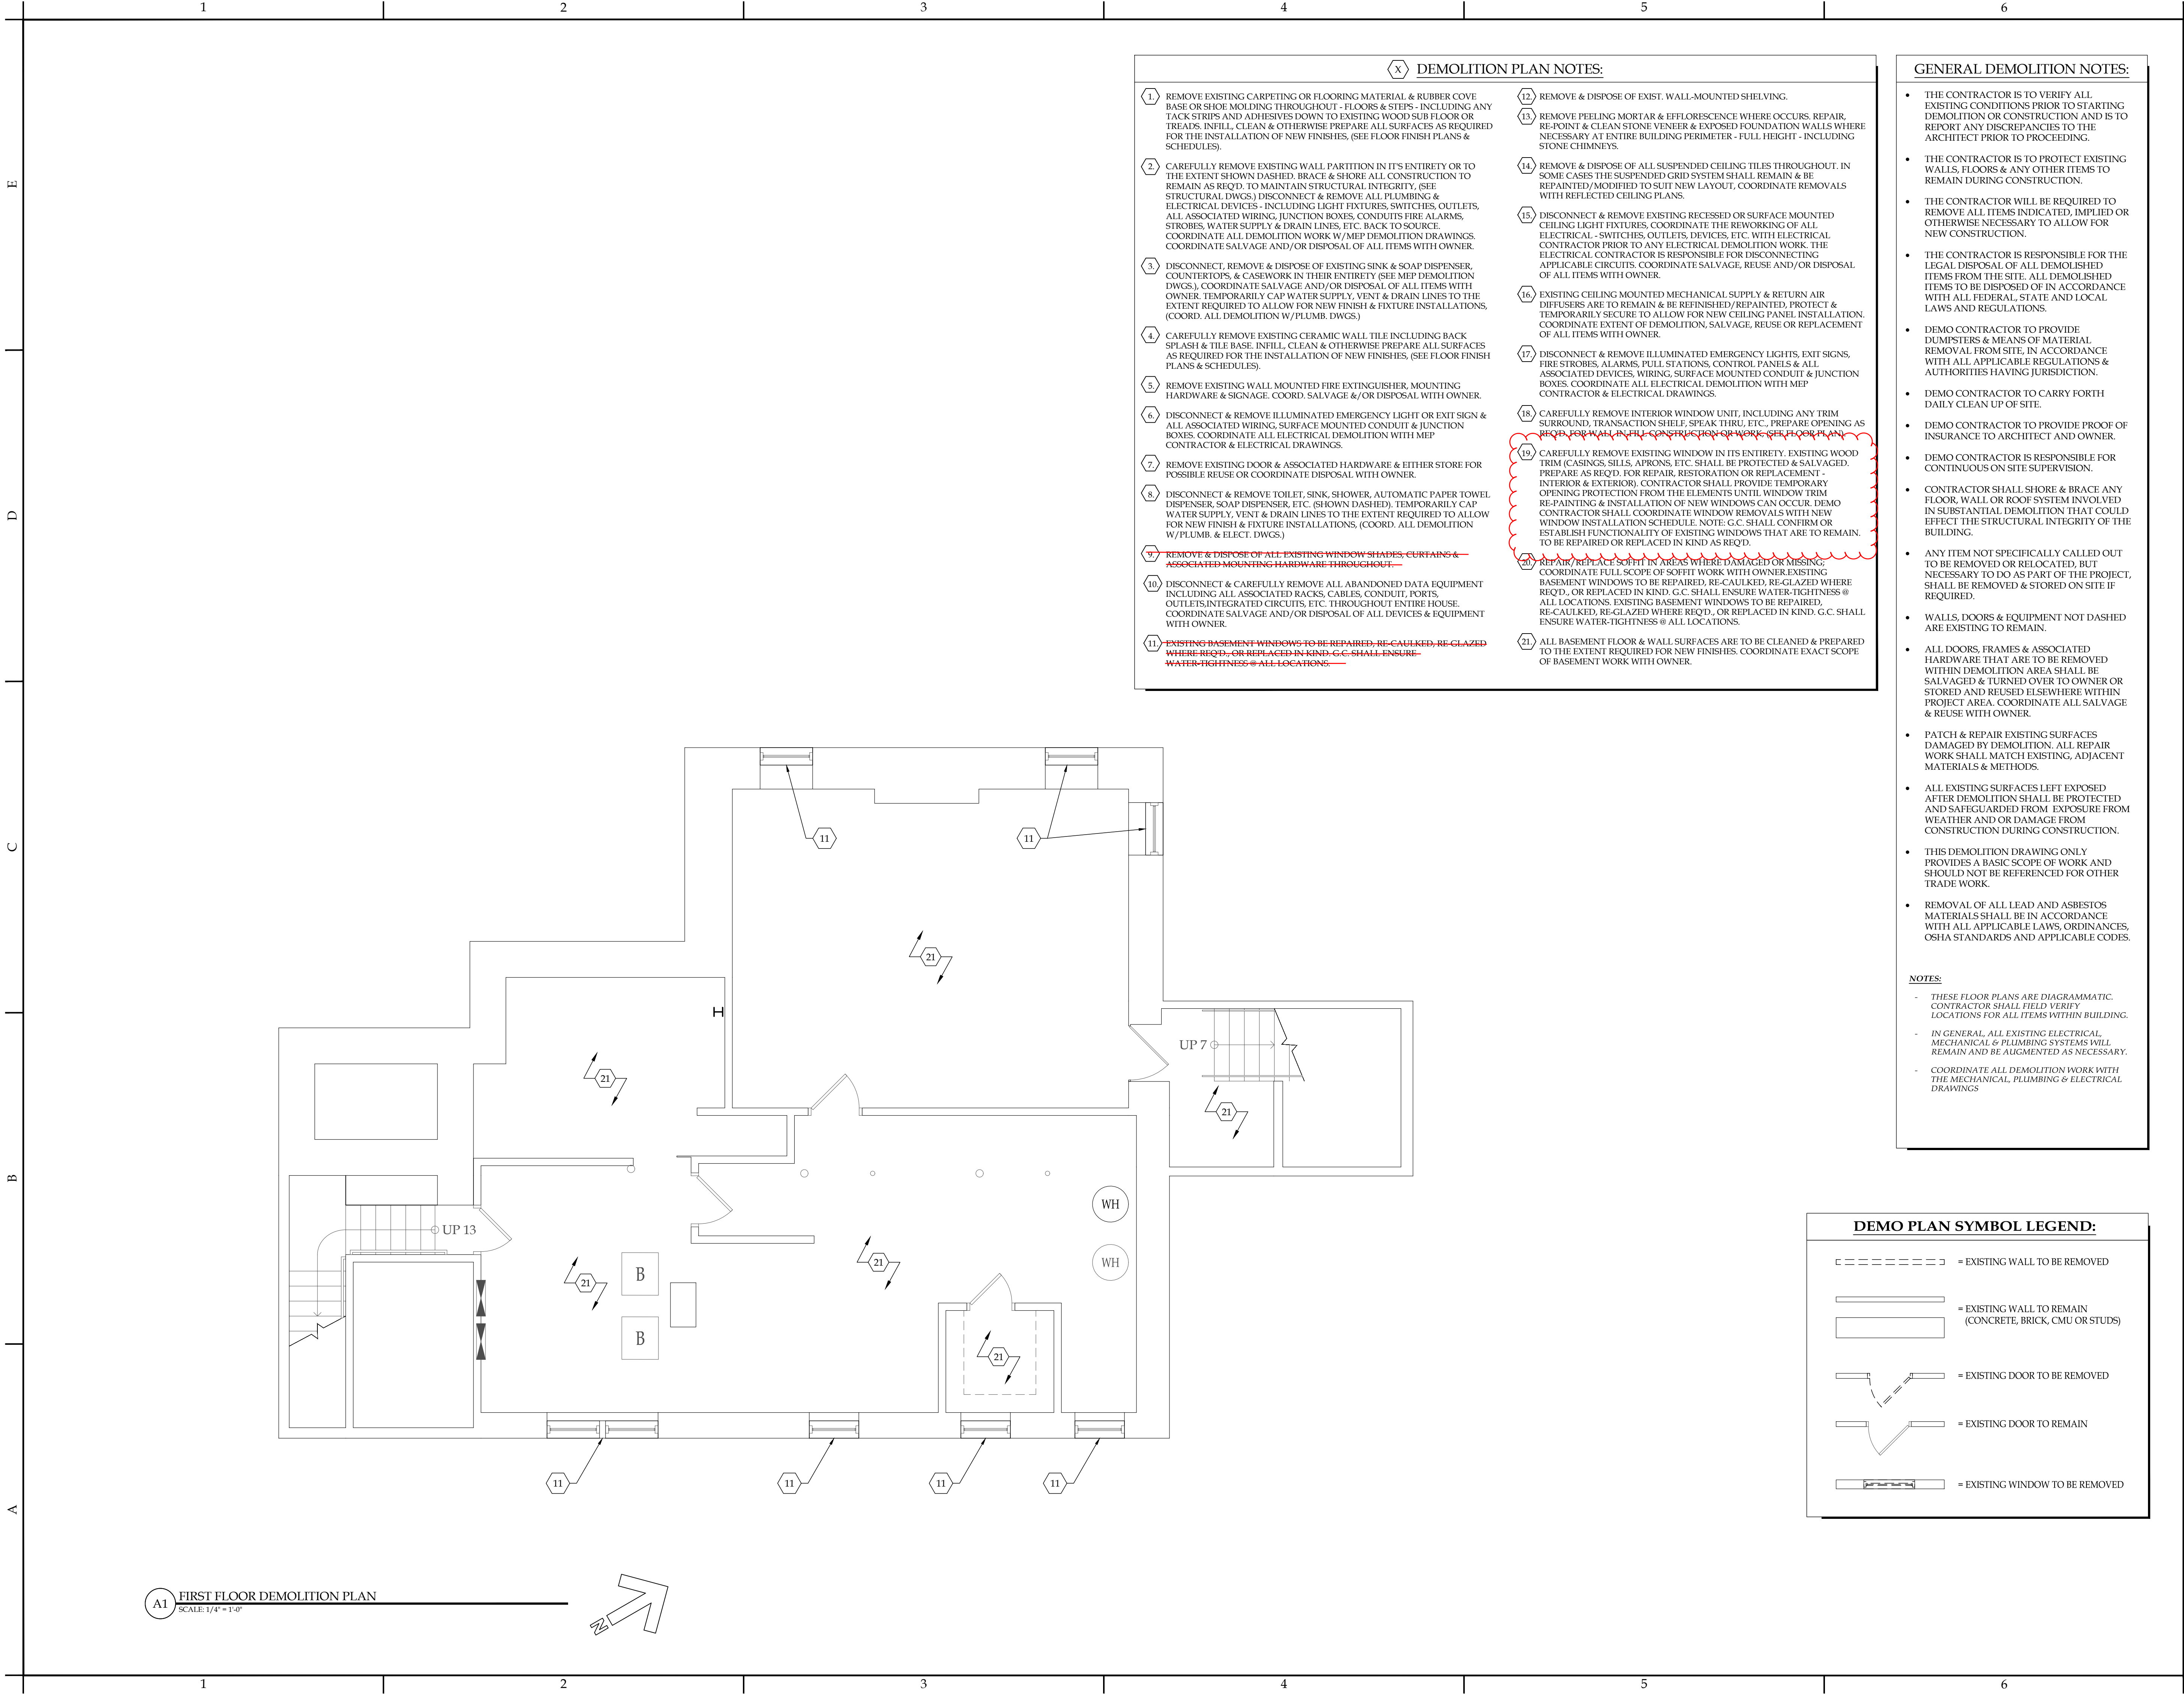 1 2 3 4 5 6
X DEMOLITION PLAN NOTES:
1. REMOVE EXISTING CARPETING OR FLOORING MATERIAL & RUBBER COVE
BASE OR SHOE MOLDING THROUGHOUT - FLOORS & STEPS - INCLUDING ANY
TACK STRIPS AND ADHESIVES DOWN TO EXISTING WOOD SUB FLOOR OR
TREADS. INFILL, CLEAN & OTHERWISE PREPARE ALL SURFACES AS REQUIRED
FOR THE INSTALLATION OF NEW FINISHES, (SEE FLOOR FINISH PLANS &
SCHEDULES).
2. CAREFULLY REMOVE EXISTING WALL PARTITION IN IT'S ENTIRETY OR TO
THE EXTENT SHOWN DASHED. BRACE & SHORE ALL CONSTRUCTION TO
REMAIN AS REQ'D. TO MAINTAIN STRUCTURAL INTEGRITY, (SEE
STRUCTURAL DWGS.) DISCONNECT & REMOVE ALL PLUMBING &
ELECTRICAL DEVICES - INCLUDING LIGHT FIXTURES, SWITCHES, OUTLETS,
ALL ASSOCIATED WIRING, JUNCTION BOXES, CONDUITS FIRE ALARMS,
STROBES, WATER SUPPLY & DRAIN LINES, ETC. BACK TO SOURCE.
COORDINATE ALL DEMOLITION WORK W/MEP DEMOLITION DRAWINGS.
COORDINATE SALVAGE AND/OR DISPOSAL OF ALL ITEMS WITH OWNER.
3. DISCONNECT, REMOVE & DISPOSE OF EXISTING SINK & SOAP DISPENSER,
COUNTERTOPS, & CASEWORK IN THEIR ENTIRETY (SEE MEP DEMOLITION
DWGS.), COORDINATE SALVAGE AND/OR DISPOSAL OF ALL ITEMS WITH
OWNER. TEMPORARILY CAP WATER SUPPLY, VENT & DRAIN LINES TO THE
EXTENT REQUIRED TO ALLOW FOR NEW FINISH & FIXTURE INSTALLATIONS,
(COORD. ALL DEMOLITION W/PLUMB. DWGS.)
4. CAREFULLY REMOVE EXISTING CERAMIC WALL TILE INCLUDING BACK
SPLASH & TILE BASE. INFILL, CLEAN & OTHERWISE PREPARE ALL SURFACES
AS REQUIRED FOR THE INSTALLATION OF NEW FINISHES, (SEE FLOOR FINISH
PLANS & SCHEDULES).
5. REMOVE EXISTING WALL MOUNTED FIRE EXTINGUISHER, MOUNTING
HARDWARE & SIGNAGE. COORD. SALVAGE &/OR DISPOSAL WITH OWNER.
6. DISCONNECT & REMOVE ILLUMINATED EMERGENCY LIGHT OR EXIT SIGN &
ALL ASSOCIATED WIRING, SURFACE MOUNTED CONDUIT & JUNCTION
BOXES. COORDINATE ALL ELECTRICAL DEMOLITION WITH MEP
CONTRACTOR & ELECTRICAL DRAWINGS.
7. REMOVE EXISTING DOOR & ASSOCIATED HARDWARE & EITHER STORE FOR
POSSIBLE REUSE OR COORDINATE DISPOSAL WITH OWNER.
8. DISCONNECT & REMOVE TOILET, SINK, SHOWER, AUTOMATIC PAPER TOWEL
DISPENSER, SOAP DISPENSER, ETC. (SHOWN DASHED). TEMPORARILY CAP
WATER SUPPLY, VENT & DRAIN LINES TO THE EXTENT REQUIRED TO ALLOW
FOR NEW FINISH & FIXTURE INSTALLATIONS, (COORD. ALL DEMOLITION
W/PLUMB. & ELECT. DWGS.)
9. REMOVE & DISPOSE OF ALL EXISTING WINDOW SHADES, CURTAINS &
ASSOCIATED MOUNTING HARDWARE THROUGHOUT.
10. DISCONNECT & CAREFULLY REMOVE ALL ABANDONED DATA EQUIPMENT
INCLUDING ALL ASSOCIATED RACKS, CABLES, CONDUIT, PORTS,
OUTLETS,INTEGRATED CIRCUITS, ETC. THROUGHOUT ENTIRE HOUSE.
COORDINATE SALVAGE AND/OR DISPOSAL OF ALL DEVICES & EQUIPMENT
WITH OWNER.
11. EXISTING BASEMENT WINDOWS TO BE REPAIRED, RE-CAULKED, RE-GLAZED
WHERE REQ'D., OR REPLACED IN KIND. G.C. SHALL ENSURE
WATER-TIGHTNESS @ ALL LOCATIONS.
12. REMOVE & DISPOSE OF EXIST. WALL-MOUNTED SHELVING.
13. REMOVE PEELING MORTAR & EFFLORESCENCE WHERE OCCURS. REPAIR,
RE-POINT & CLEAN STONE VENEER & EXPOSED FOUNDATION WALLS WHERE
NECESSARY AT ENTIRE BUILDING PERIMETER - FULL HEIGHT - INCLUDING
STONE CHIMNEYS.
14. REMOVE & DISPOSE OF ALL SUSPENDED CEILING TILES THROUGHOUT. IN
SOME CASES THE SUSPENDED GRID SYSTEM SHALL REMAIN & BE
REPAINTED/MODIFIED TO SUIT NEW LAYOUT, COORDINATE REMOVALS
WITH REFLECTED CEILING PLANS.
15. DISCONNECT & REMOVE EXISTING RECESSED OR SURFACE MOUNTED
CEILING LIGHT FIXTURES, COORDINATE THE REWORKING OF ALL
ELECTRICAL - SWITCHES, OUTLETS, DEVICES, ETC. WITH ELECTRICAL
CONTRACTOR PRIOR TO ANY ELECTRICAL DEMOLITION WORK. THE
ELECTRICAL CONTRACTOR IS RESPONSIBLE FOR DISCONNECTING
APPLICABLE CIRCUITS. COORDINATE SALVAGE, REUSE AND/OR DISPOSAL
OF ALL ITEMS WITH OWNER.
16. EXISTING CEILING MOUNTED MECHANICAL SUPPLY & RETURN AIR
DIFFUSERS ARE TO REMAIN & BE REFINISHED/REPAINTED, PROTECT &
TEMPORARILY SECURE TO ALLOW FOR NEW CEILING PANEL INSTALLATION.
COORDINATE EXTENT OF DEMOLITION, SALVAGE, REUSE OR REPLACEMENT
OF ALL ITEMS WITH OWNER.
17. DISCONNECT & REMOVE ILLUMINATED EMERGENCY LIGHTS, EXIT SIGNS,
FIRE STROBES, ALARMS, PULL STATIONS, CONTROL PANELS & ALL
ASSOCIATED DEVICES, WIRING, SURFACE MOUNTED CONDUIT & JUNCTION
BOXES. COORDINATE ALL ELECTRICAL DEMOLITION WITH MEP
CONTRACTOR & ELECTRICAL DRAWINGS.
18. CAREFULLY REMOVE INTERIOR WINDOW UNIT, INCLUDING ANY TRIM
SURROUND, TRANSACTION SHELF, SPEAK THRU, ETC., PREPARE OPENING AS
REQ'D. FOR WALL IN-FILL CONSTRUCTION OR WORK, (SEE FLOOR PLAN)
19. CAREFULLY REMOVE EXISTING WINDOW IN ITS ENTIRETY. EXISTING WOOD
TRIM (CASINGS, SILLS, APRONS, ETC. SHALL BE PROTECTED & SALVAGED.
PREPARE AS REQ'D. FOR REPAIR, RESTORATION OR REPLACEMENT -
INTERIOR & EXTERIOR). CONTRACTOR SHALL PROVIDE TEMPORARY
OPENING PROTECTION FROM THE ELEMENTS UNTIL WINDOW TRIM
RE-PAINTING & INSTALLATION OF NEW WINDOWS CAN OCCUR. DEMO
CONTRACTOR SHALL COORDINATE WINDOW REMOVALS WITH NEW
WINDOW INSTALLATION SCHEDULE. NOTE: G.C. SHALL CONFIRM OR
ESTABLISH FUNCTIONALITY OF EXISTING WINDOWS THAT ARE TO REMAIN.
TO BE REPAIRED OR REPLACED IN KIND AS REQ'D.
20. REPAIR/REPLACE SOFFIT IN AREAS WHERE DAMAGED OR MISSING;
COORDINATE FULL SCOPE OF SOFFIT WORK WITH OWNER.EXISTING
BASEMENT WINDOWS TO BE REPAIRED, RE-CAULKED, RE-GLAZED WHERE
REQ'D., OR REPLACED IN KIND. G.C. SHALL ENSURE WATER-TIGHTNESS @
ALL LOCATIONS. EXISTING BASEMENT WINDOWS TO BE REPAIRED,
RE-CAULKED, RE-GLAZED WHERE REQ'D., OR REPLACED IN KIND. G.C. SHALL
ENSURE WATER-TIGHTNESS @ ALL LOCATIONS.
21. ALL BASEMENT FLOOR & WALL SURFACES ARE TO BE CLEANED & PREPARED
TO THE EXTENT REQUIRED FOR NEW FINISHES. COORDINATE EXACT SCOPE
OF BASEMENT WORK WITH OWNER.
GENERAL DEMOLITION NOTES:
• THE CONTRACTOR IS TO VERIFY ALL
EXISTING CONDITIONS PRIOR TO STARTING
DEMOLITION OR CONSTRUCTION AND IS TO
REPORT ANY DISCREPANCIES TO THE
ARCHITECT PRIOR TO PROCEEDING.
• THE CONTRACTOR IS TO PROTECT EXISTING
WALLS, FLOORS & ANY OTHER ITEMS TO
REMAIN DURING CONSTRUCTION.
• THE CONTRACTOR WILL BE REQUIRED TO
REMOVE ALL ITEMS INDICATED, IMPLIED OR
OTHERWISE NECESSARY TO ALLOW FOR
NEW CONSTRUCTION.
• THE CONTRACTOR IS RESPONSIBLE FOR THE
LEGAL DISPOSAL OF ALL DEMOLISHED
ITEMS FROM THE SITE. ALL DEMOLISHED
ITEMS TO BE DISPOSED OF IN ACCORDANCE
WITH ALL FEDERAL, STATE AND LOCAL
LAWS AND REGULATIONS.
• DEMO CONTRACTOR TO PROVIDE
DUMPSTERS & MEANS OF MATERIAL
REMOVAL FROM SITE, IN ACCORDANCE
WITH ALL APPLICABLE REGULATIONS &
AUTHORITIES HAVING JURISDICTION.
• DEMO CONTRACTOR TO CARRY FORTH
DAILY CLEAN UP OF SITE.
• DEMO CONTRACTOR TO PROVIDE PROOF OF
INSURANCE TO ARCHITECT AND OWNER.
• DEMO CONTRACTOR IS RESPONSIBLE FOR
CONTINUOUS ON SITE SUPERVISION.
• CONTRACTOR SHALL SHORE & BRACE ANY
FLOOR, WALL OR ROOF SYSTEM INVOLVED
IN SUBSTANTIAL DEMOLITION THAT COULD
EFFECT THE STRUCTURAL INTEGRITY OF THE
BUILDING.
• ANY ITEM NOT SPECIFICALLY CALLED OUT
TO BE REMOVED OR RELOCATED, BUT
NECESSARY TO DO AS PART OF THE PROJECT,
SHALL BE REMOVED & STORED ON SITE IF
REQUIRED.
• WALLS, DOORS & EQUIPMENT NOT DASHED
ARE EXISTING TO REMAIN.
• ALL DOORS, FRAMES & ASSOCIATED
HARDWARE THAT ARE TO BE REMOVED
WITHIN DEMOLITION AREA SHALL BE
SALVAGED & TURNED OVER TO OWNER OR
STORED AND REUSED ELSEWHERE WITHIN
PROJECT AREA. COORDINATE ALL SALVAGE
& REUSE WITH OWNER.
• PATCH & REPAIR EXISTING SURFACES
DAMAGED BY DEMOLITION. ALL REPAIR
WORK SHALL MATCH EXISTING, ADJACENT
MATERIALS & METHODS.
• ALL EXISTING SURFACES LEFT EXPOSED
AFTER DEMOLITION SHALL BE PROTECTED
AND SAFEGUARDED FROM EXPOSURE FROM
WEATHER AND OR DAMAGE FROM
CONSTRUCTION DURING CONSTRUCTION.
• THIS DEMOLITION DRAWING ONLY
PROVIDES A BASIC SCOPE OF WORK AND
SHOULD NOT BE REFERENCED FOR OTHER
TRADE WORK.
• REMOVAL OF ALL LEAD AND ASBESTOS
MATERIALS SHALL BE IN ACCORDANCE
WITH ALL APPLICABLE LAWS, ORDINANCES,
OSHA STANDARDS AND APPLICABLE CODES.
NOTES:
- THESE FLOOR PLANS ARE DIAGRAMMATIC.
CONTRACTOR SHALL FIELD VERIFY
LOCATIONS FOR ALL ITEMS WITHIN BUILDING.
- IN GENERAL, ALL EXISTING ELECTRICAL,
MECHANICAL & PLUMBING SYSTEMS WILL
REMAIN AND BE AUGMENTED AS NECESSARY.
- COORDINATE ALL DEMOLITION WORK WITH
THE MECHANICAL, PLUMBING & ELECTRICAL
DRAWINGS
E
D
C
B
A
11 11
21
21
UP 7
21
WH
UP 13
21
21
WH
B
B
21
11 11 11 11
DEMO PLAN SYMBOL LEGEND:
= EXISTING WALL TO BE REMOVED
= EXISTING WALL TO REMAIN
(CONCRETE, BRICK, CMU OR STUDS)
= EXISTING DOOR TO BE REMOVED
= EXISTING DOOR TO REMAIN
= EXISTING WINDOW TO BE REMOVED
A1 FIRST FLOOR DEMOLITION PLAN
SCALE: 1/4" = 1'-0"
N
1 2 3 4 5 6